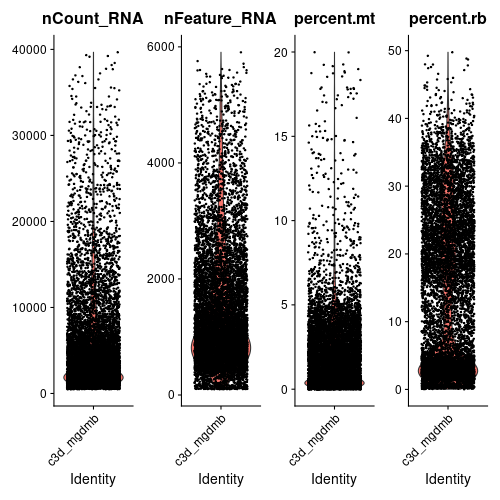 nCount_RNA
40000
30000
20000
10000
0
c3d_mgdmb
Identity
nFeature_RNA
6000
4000
2000
0
c3d_mgdmb
Identity
percent.mt
20
15
10
5
0
c3d_mgdmb
Identity
percent.rb
50
40
30
20
10
0
c3d_mgdmb
Identity